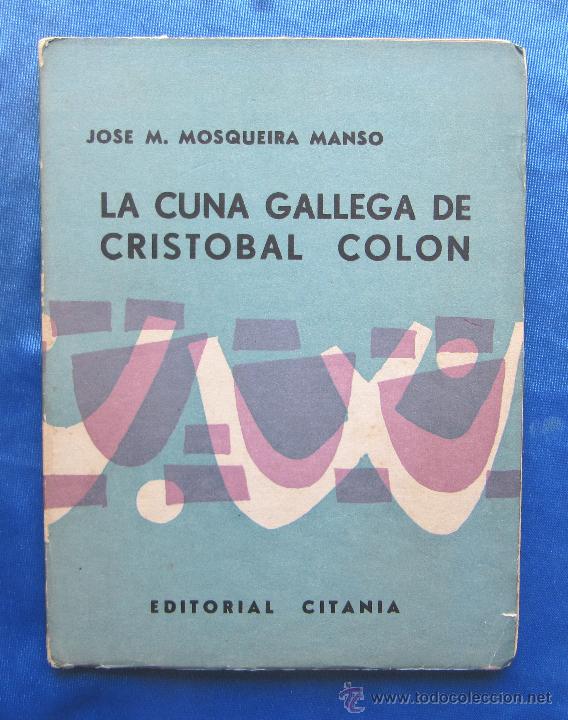 JOSE M. MOSQUEIRA MANSO
LA CUNA GALLEGA DE
CRISTOBAL COLON
EDITORIAL CITANIA
www.todocoleccion.net